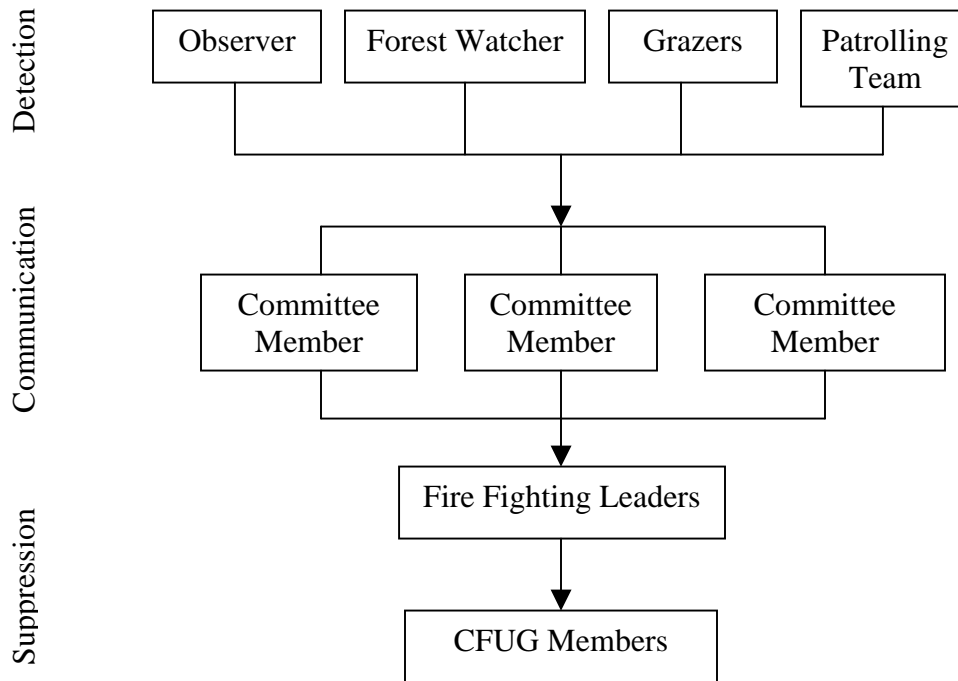 Detection
Observer
Forest Watcher
Grazers
Patrolling
Team
Communication
Committee
Member
Committee
Member
Committee
Member
Suppression
Fire Fighting Leaders
CFUG Members